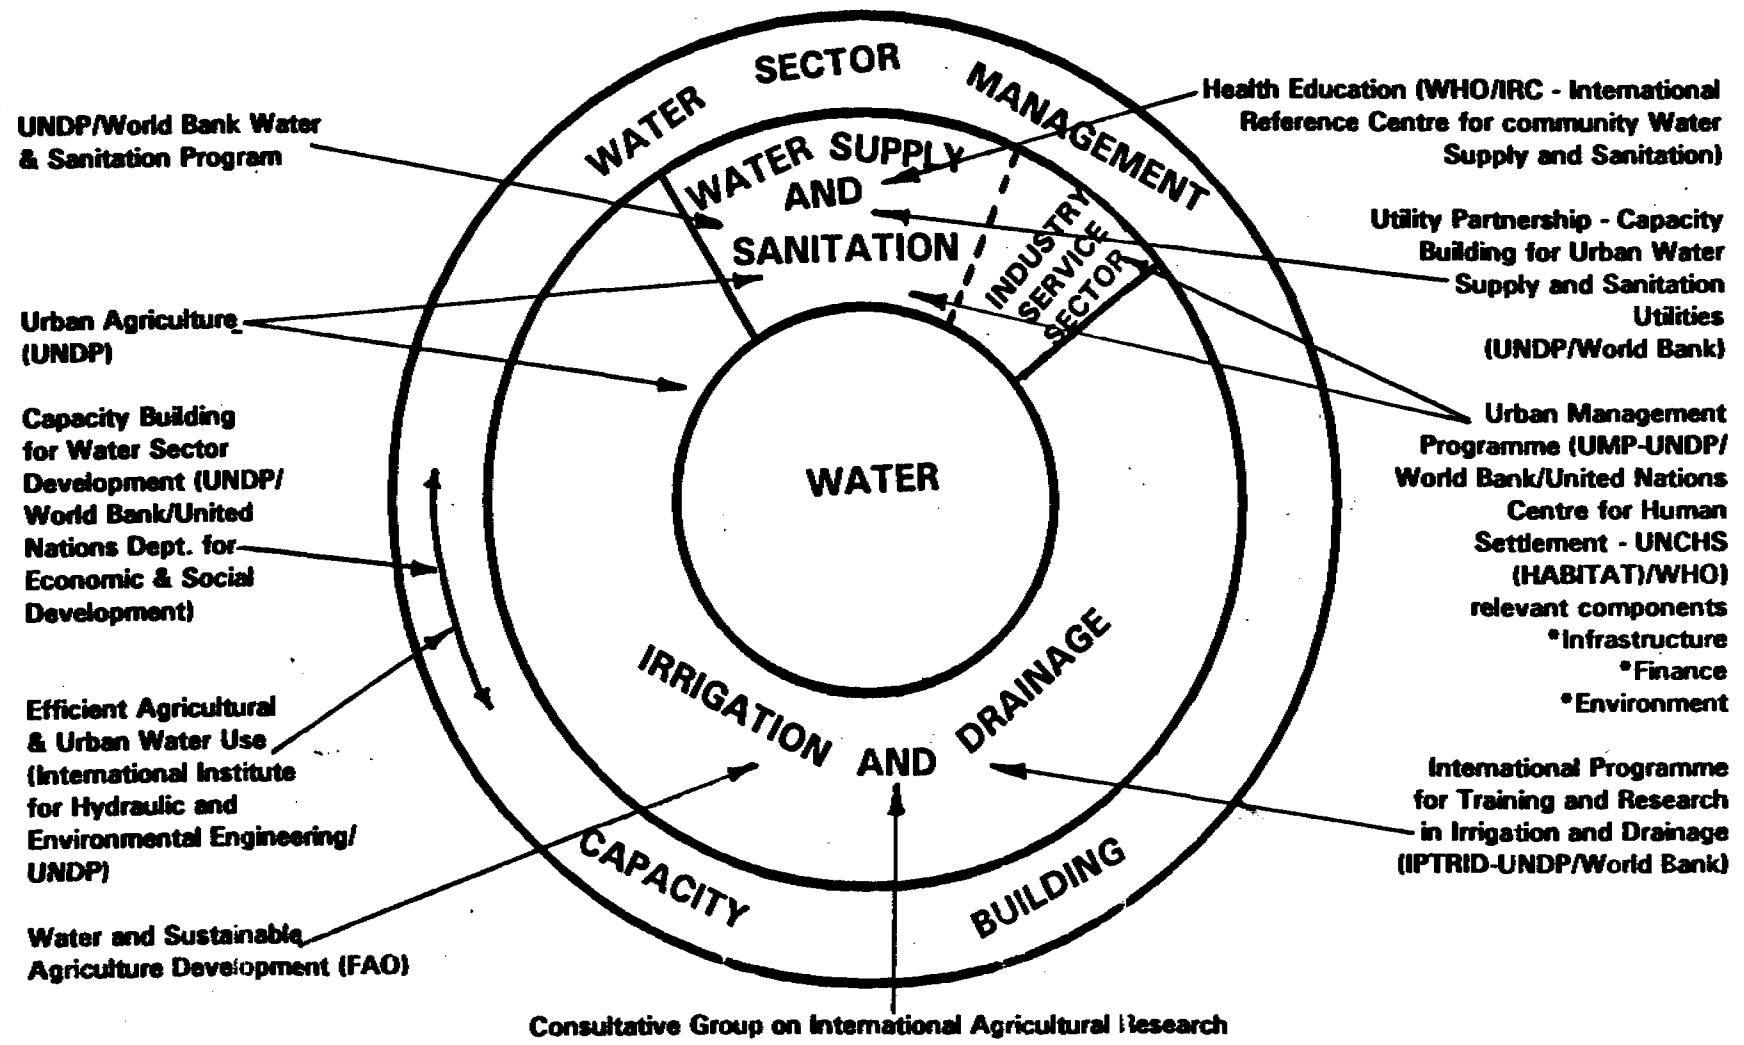 WATER SECTOR MANAGEMENT
UNDP/World Bank Water
& Sanitation Program
Urban Agriculture
(UNDP)
Capacity Building
for Water Sector
Development (UNDP/
World Bank/United
Nations Dept. for
Economic & Social
Development)
Efficient Agricultural
& Urban Water Use
(International Institute
for Hydraulic and
Environmental Engineering/
UNDP)
Water and Sustainable
Agriculture Development (FAO)
WATER SUPPLY
AND
SANITATION
INDUSTRY
SERVICE
SECTOR
WATER
IRRIGATION AND DRAINAGE
CAPACITY BUILDING
Health Education (WHO/IRC - International
Reference Centre for community Water
Supply and Sanitation)
Utility Partnership - Capacity
Building for Urban Water
Supply and Sanitation
Utilities
(UNDP/World Bank)
Urban Management
Programme (UMP-UNDP/
World Bank/United Nations
Centre for Human
Settlement - UNCHS
(HABITAT)/WHO)
relevant components
*Infrastructure
*Finance
*Environment
International Programme
for Training and Research
in Irrigation and Drainage
(IPTRID-UNDP/World Bank)
Consultative Group on International Agricultural Research